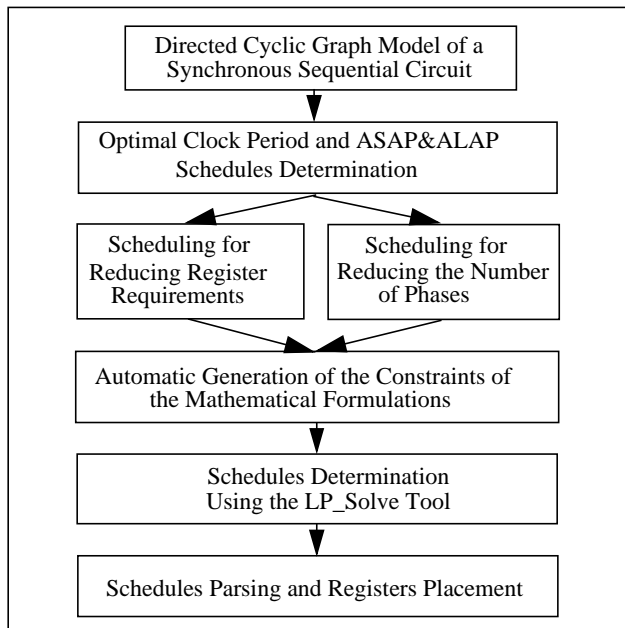 Directed Cyclic Graph Model of a
Synchronous Sequential Circuit
Optimal Clock Period and ASAP&ALAP
Schedules Determination
Scheduling for
Reducing Register
Requirements
Scheduling for
Reducing the Number
of Phases
Automatic Generation of the Constraints of
the Mathematical Formulations
Schedules Determination
Using the LP_Solve Tool
Schedules Parsing and Registers Placement